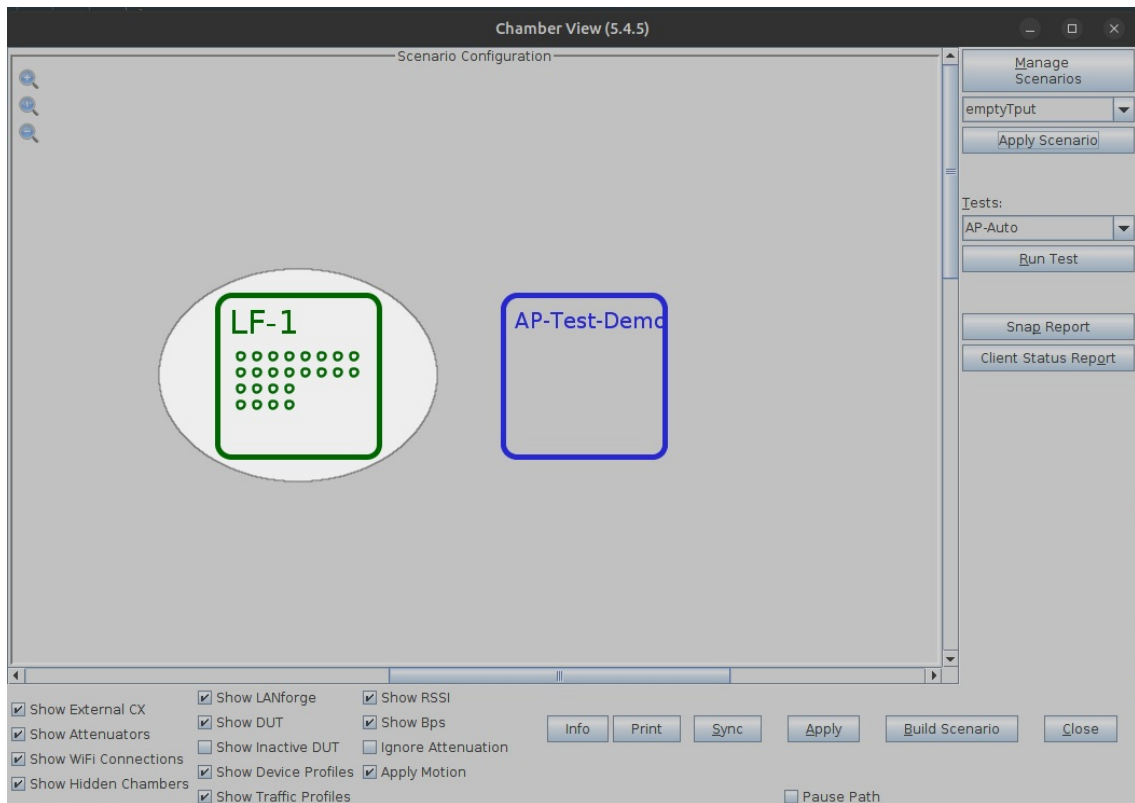 Chamber View (5.4.5)
Scenario Configuration
Manage
Scenarios
emptyTput
Apply Scenario
Tests:
AP-Auto
Run Test
Snap Report
Client Status Report
LF-1
AP-Test-Demo
Show External CX
Show Attenuators
Show WiFi Connections
Show Hidden Chambers
Show LANforge
Show DUT
Show Inactive DUT
Show Device Profiles
Show Traffic Profiles
Show RSSI
Show Bps
Ignore Attenuation
Apply Motion
Info
Print
Sync
Apply
Build Scenario
Close
Pause Path